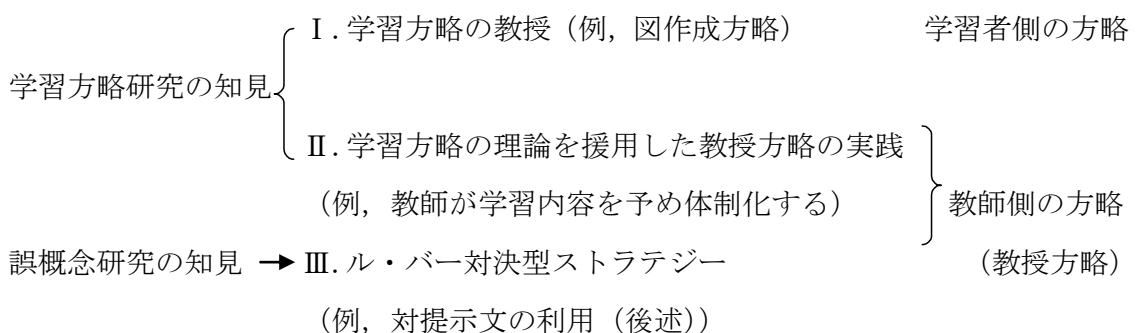 Ⅰ. 学習方略の教授（例，図作成方略） 学習者側の方略
学習方略研究の知見
Ⅱ. 学習方略の理論を援用した教授方略の実践
（例，教師が学習内容を予め体制化する） 教師側の方略
誤概念研究の知見 → Ⅲ. ル・バー対決型ストラテジー （教授方略）
（例，対提示文の利用（後述））